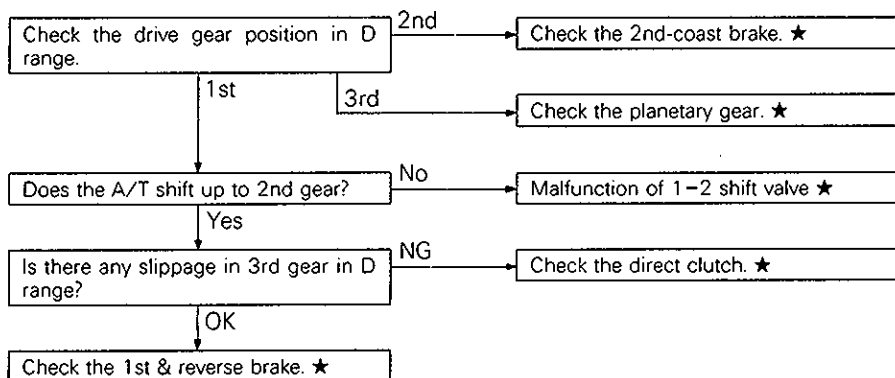 Check the drive gear position in D
range.
2nd
Check the 2nd-coast brake. ★
1st
3rd
Check the planetary gear. ★
Does the A/T shift up to 2nd gear?
No
Malfunction of 1–2 shift valve ★
Yes
Is there any slippage in 3rd gear in D
range?
NG
Check the direct clutch. ★
OK
Check the 1st & reverse brake. ★